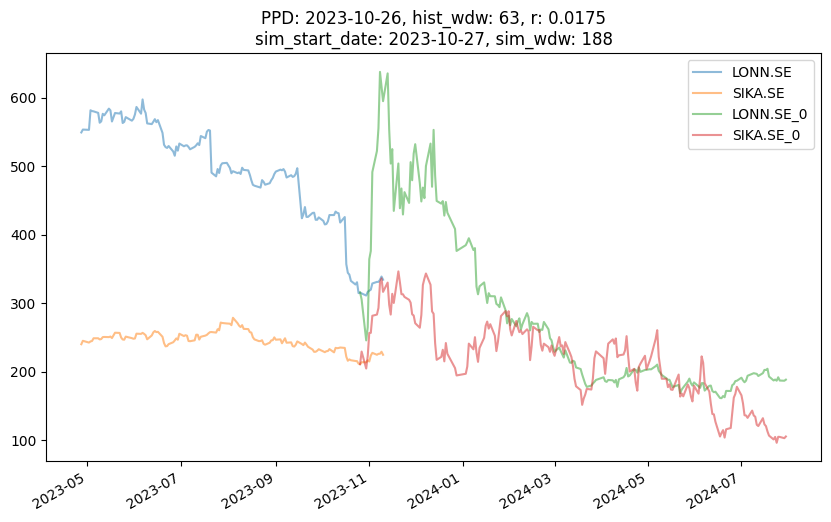 PPD: 2023-10-26, hist_wdw: 63, r: 0.0175
sim_start_date: 2023-10-27, sim_wdw: 188
LONN.SE
SIKA.SE
LONN.SE_0
SIKA.SE_0
600
500
400
300
200
100
2023-05
2023-07
2023-09
2023-11
2024-01
2024-03
2024-05
2024-07